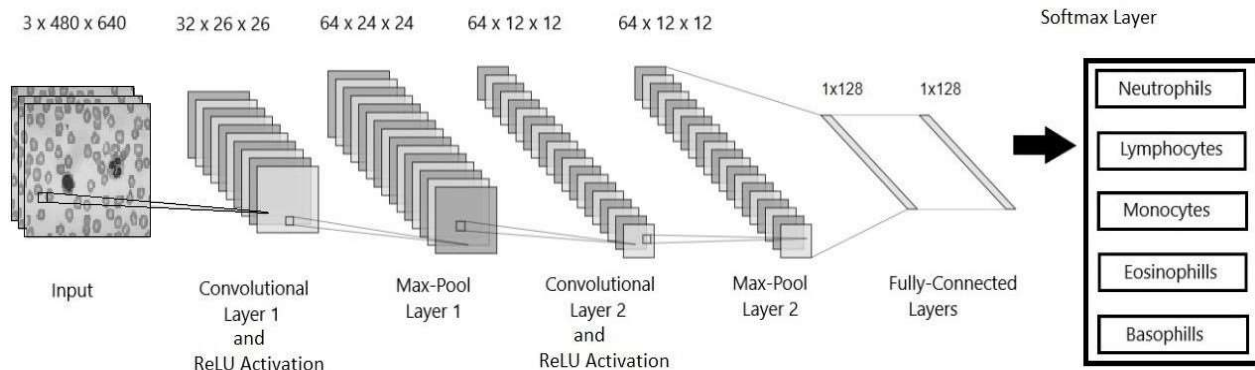 3 x 480 x 640
32 x 26 x 26
64 x 24 x 24
64 x 12 x 12
64 x 12 x 12
Softmax Layer
1x128
1x128
Neutrophils
Lymphocytes
Monocytes
Eosinophills
Basophills
Input
Convolutional
Layer 1
and
ReLU Activation
Max-Pool
Layer 1
Convolutional
Layer 2
and
ReLU Activation
Max-Pool
Layer 2
Fully-Connected
Layers